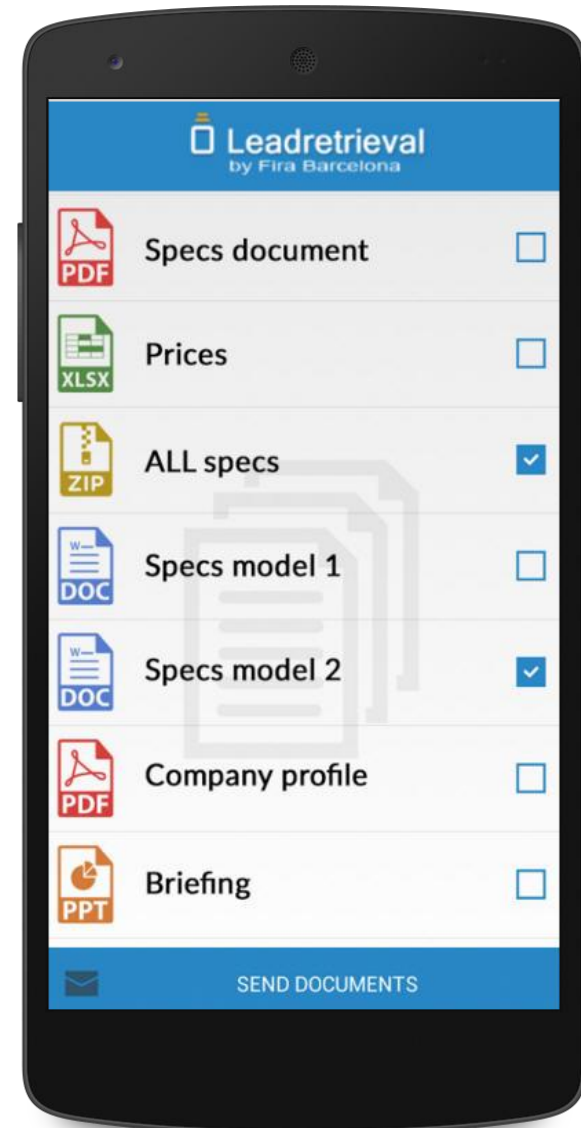 Leadretrieval
by Fira Barcelona
PDF
Specs document
XLSX
Prices
ZIP
ALL specs
W
DOC
Specs model 1
W
DOC
Specs model 2
PDF
Company profile
PPT
Briefing
SEND DOCUMENTS